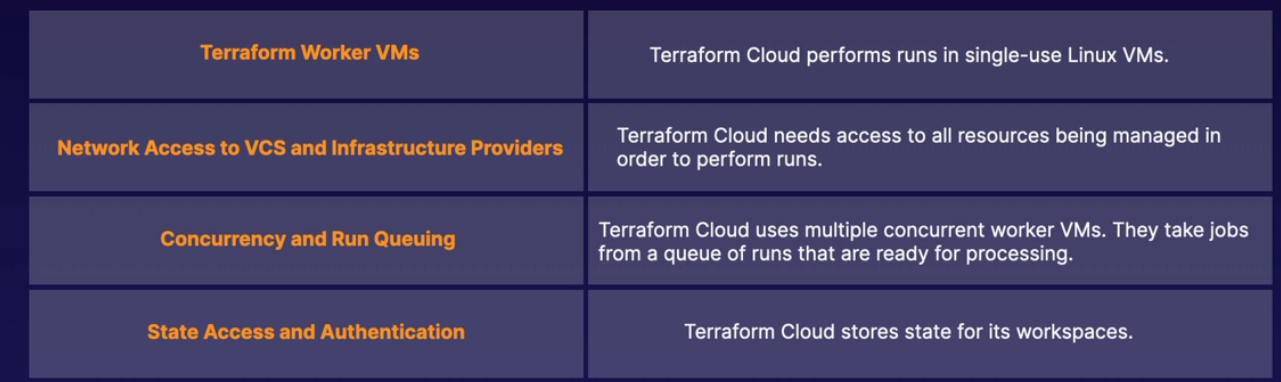 Terraform Worker VMs
Terraform Cloud performs runs in single-use Linux VMs.
Network Access to VCS and Infrastructure Providers
Terraform Cloud needs access to all resources being managed in
order to perform runs.
Concurrency and Run Queuing
Terraform Cloud uses multiple concurrent worker VMs. They take jobs
from a queue of runs that are ready for processing.
State Access and Authentication
Terraform Cloud stores state for its workspaces.